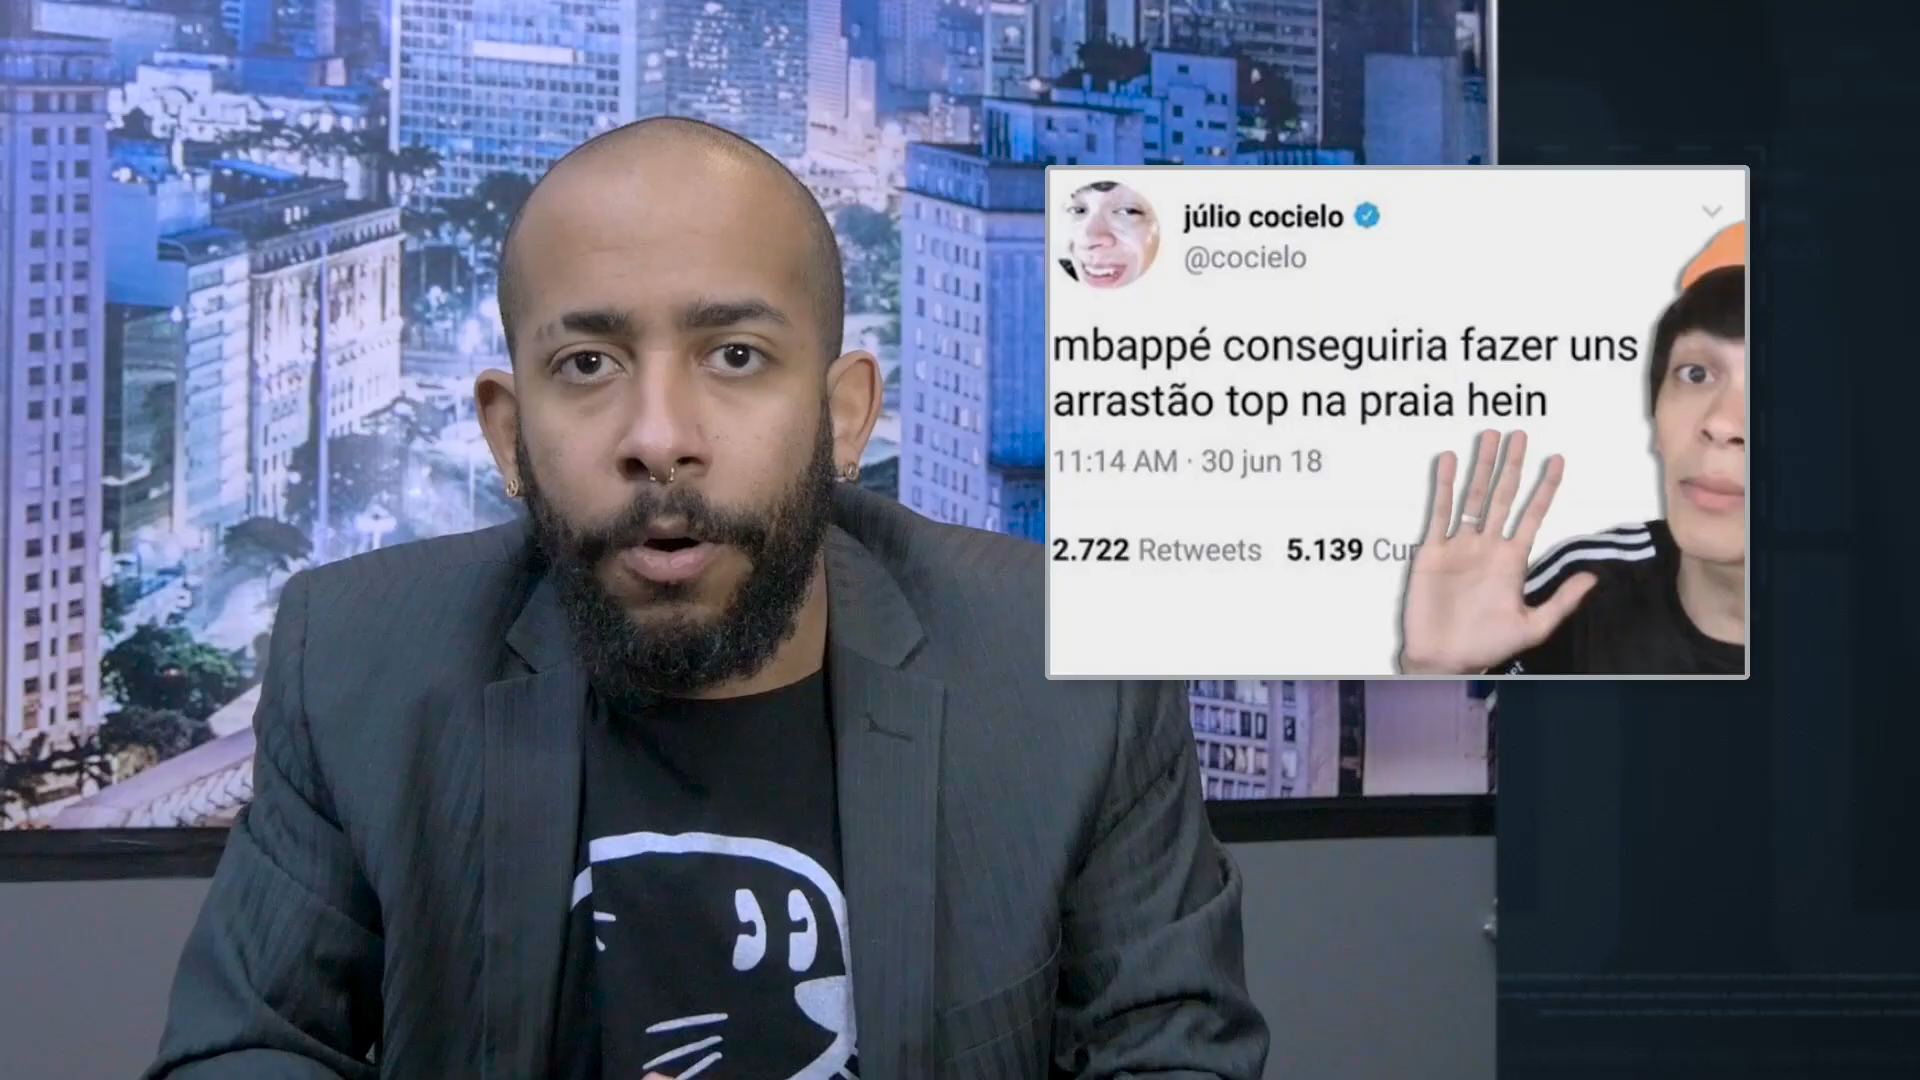 júlio cocielo
@cocielo
mbappé conseguiria fazer uns
arrastão top na praia hein
11:14 AM · 30 jun 18
2.722 Retweets 5.139